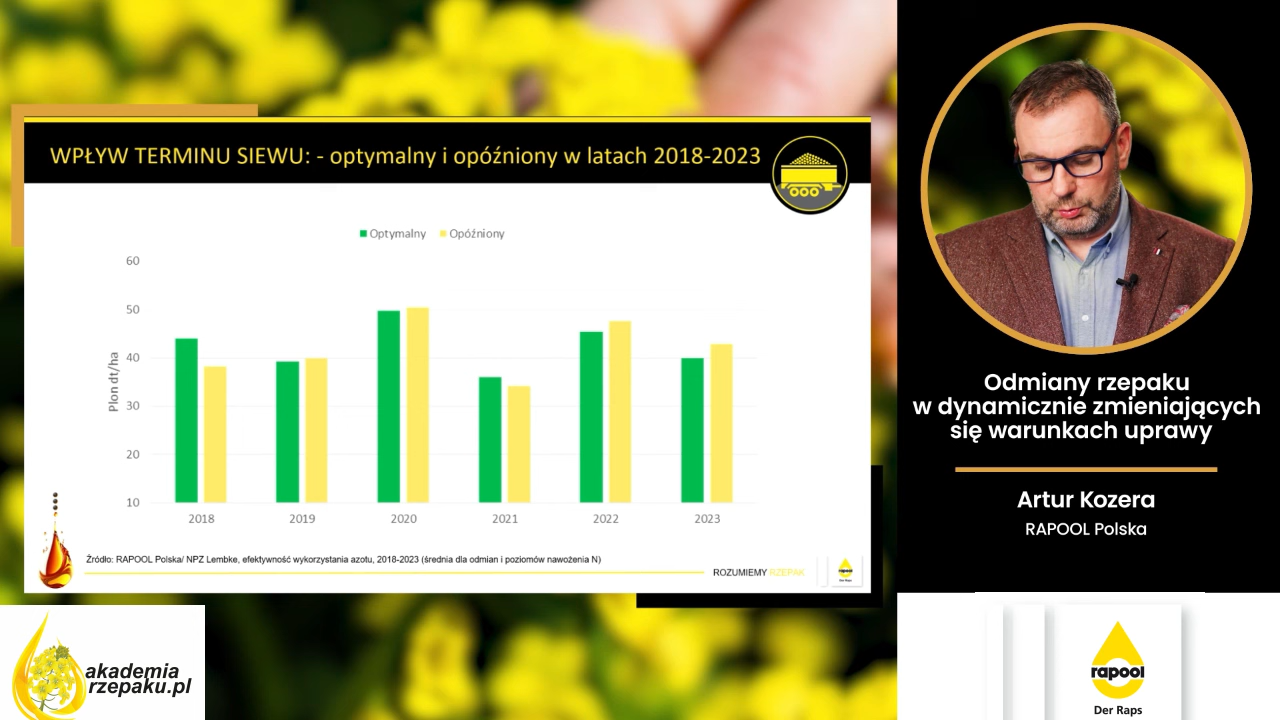 WPŁYW TERMINU SIEWU: - optymalny i opóźniony w latach 2018-2023
Optymalny Opóźniony
Plon dt/ha
60
50
40
30
20
10
2018 2019 2020 2021 2022 2023
Źródło: RAPOOL Polska/ NPZ Lembke, efektywność wykorzystania azotu, 2018-2023 (średnia dla odmian i poziomów nawożenia N)
ROZUMIEMY RZEPAK
rapool
Der Raps
Odmiany rzepaku
w dynamicznie zmieniających
się warunkach uprawy
Artur Kozera
RAPOOL Polska
akademia
rzepaku.pl
rapool
Der Raps